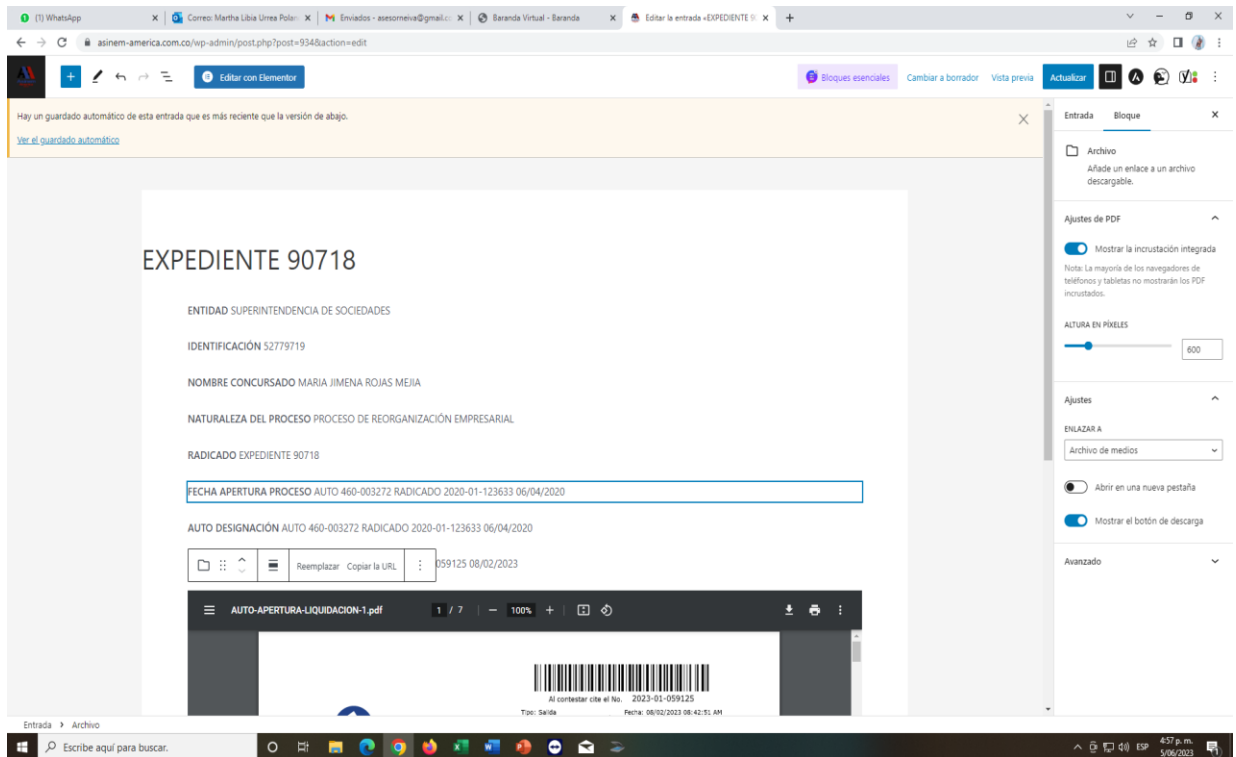 (1) WhatsApp
Correo: Martha Libia Urrea Polan
Enviados - asesorneiva@gmail.c
Baranda Virtual - Baranda
Editar la entrada «EXPEDIENTE 9
asinem-america.com.co/wp-admin/post.php?post=934&action=edit
Editar con Elementor
Bloques esenciales
Cambiar a borrador
Vista previa
Actualizar
Hay un guardado automático de esta entrada que es más reciente que la versión de abajo.
Ver el guardado automático
EXPEDIENTE 90718
ENTIDAD SUPERINTENDENCIA DE SOCIEDADES
IDENTIFICACIÓN 52779719
NOMBRE CONCURSADO MARIA JIMENA ROJAS MEJIA
NATURALEZA DEL PROCESO PROCESO DE REORGANIZACIÓN EMPRESARIAL
RADICADO EXPEDIENTE 90718
FECHA APERTURA PROCESO AUTO 460-003272 RADICADO 2020-01-123633 06/04/2020
AUTO DESIGNACIÓN AUTO 460-003272 RADICADO 2020-01-123633 06/04/2020
Reemplazar Copiar la URL
059125 08/02/2023
AUTO-APERTURA-LIQUIDACION-1.pdf
1 / 7
100%
Al contestar cite el No. 2023-01-059125
Tipo: Salida Fecha: 08/02/2023 08:42:51 AM
Entrada Bloque
Archivo
Añade un enlace a un archivo
descargable.
Ajustes de PDF
Mostrar la incrustación integrada
Nota: La mayoría de los navegadores de
teléfonos y tabletas no mostrarán los PDF
incrustados.
ALTURA EN PÍXELES
600
Ajustes
ENLAZAR A
Archivo de medios
Abrir en una nueva pestaña
Mostrar el botón de descarga
Avanzado
Entrada > Archivo
Escribe aquí para buscar.
ESP
4:57 p. m.
5/06/2023